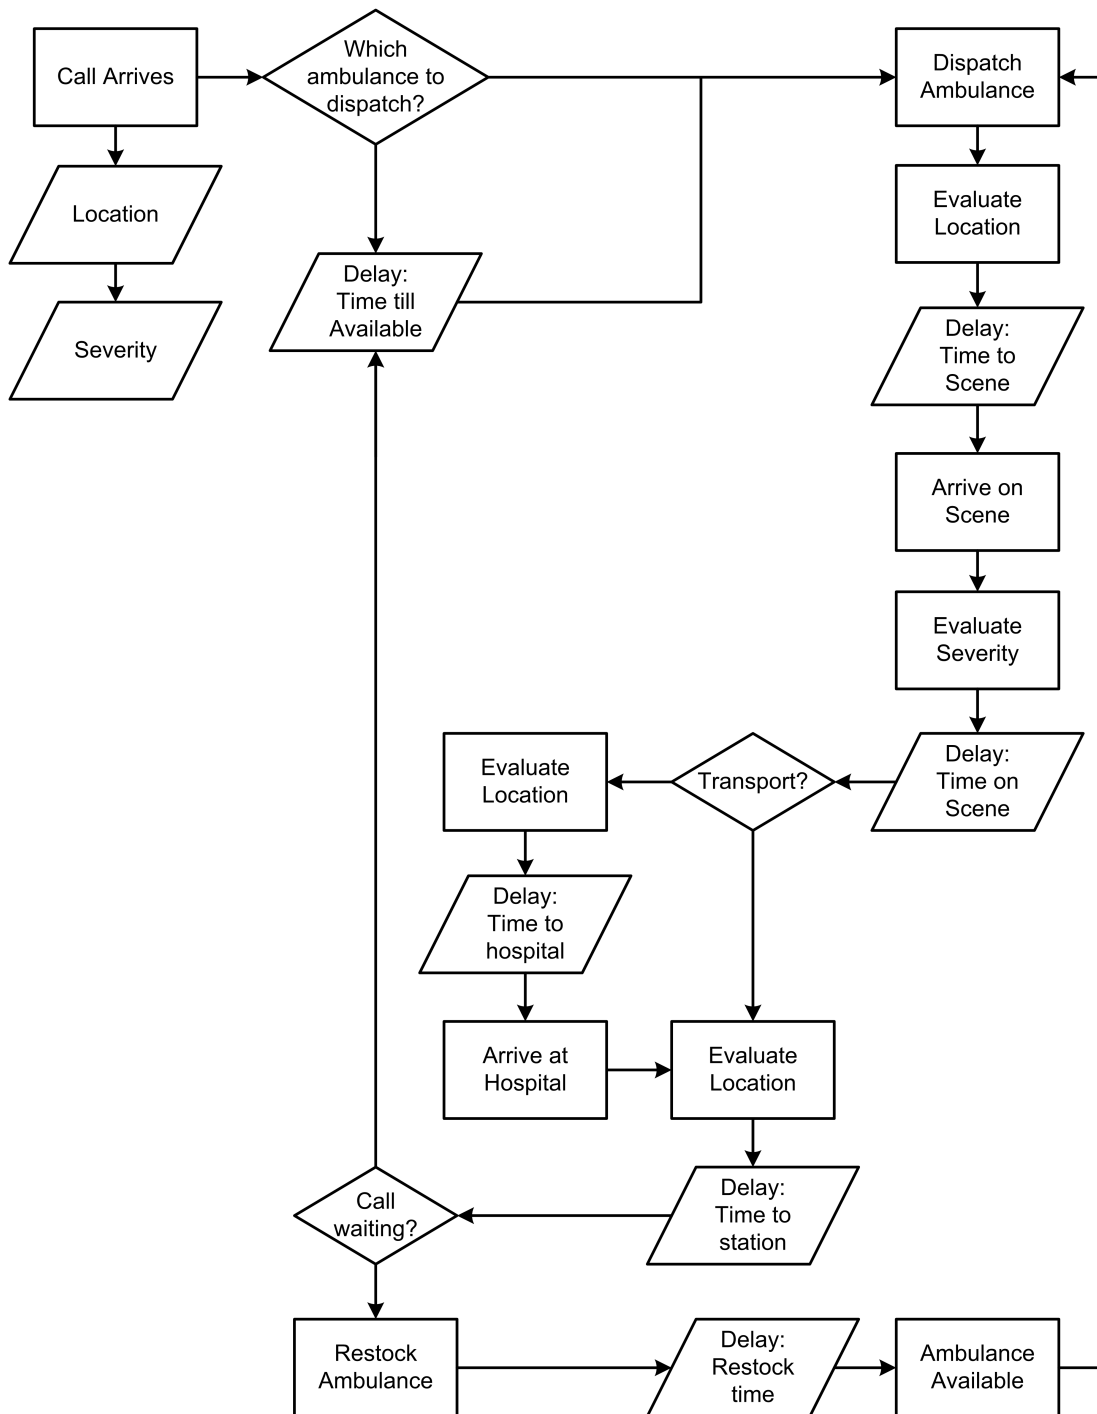 Call Arrives
Which
ambulance to
dispatch?
Dispatch
Ambulance
Location
Evaluate
Location
Delay:
Time till
Available
Severity
Delay:
Time to
Scene
Arrive on
Scene
Evaluate
Severity
Evaluate
Location
Transport?
Delay:
Time on
Scene
Delay:
Time to
hospital
Arrive at
Hospital
Evaluate
Location
Call
waiting?
Delay:
Time to
station
Restock
Ambulance
Delay:
Restock
time
Ambulance
Available